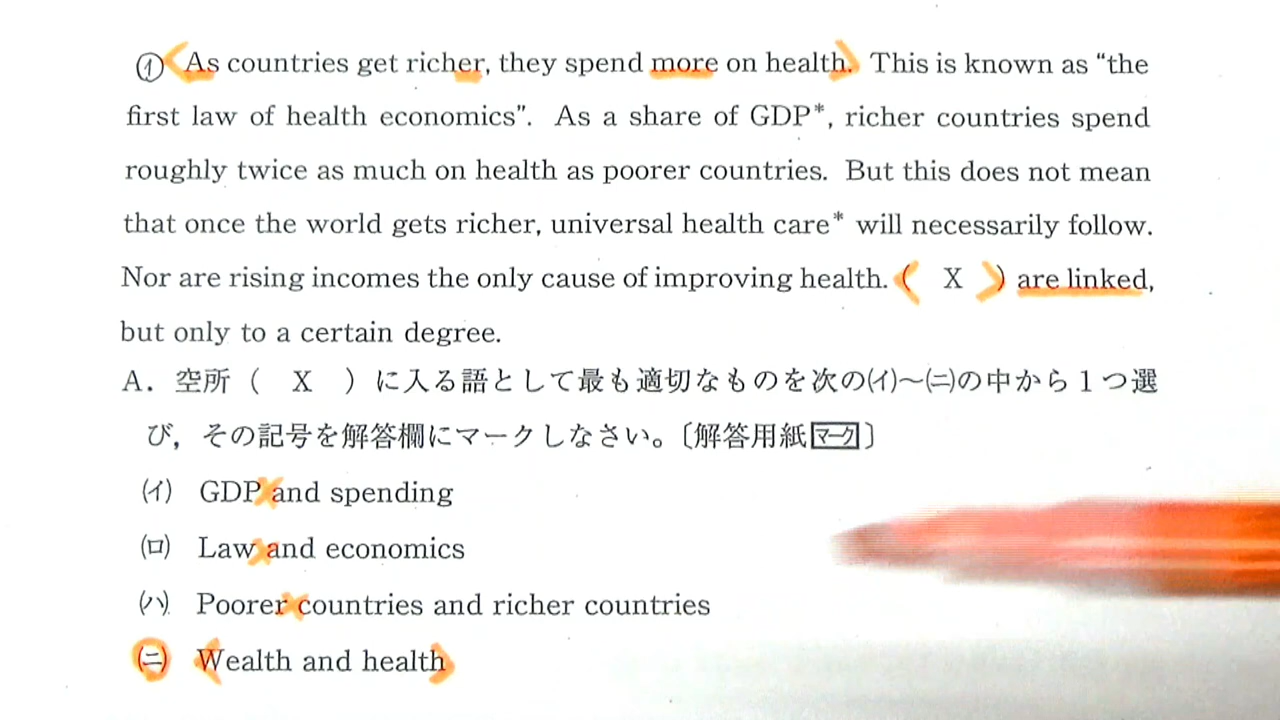 ① As countries get richer, they spend more on health. This is known as “the
first law of health economics”. As a share of GDP*, richer countries spend
roughly twice as much on health as poorer countries. But this does not mean
that once the world gets richer, universal health care* will necessarily follow.
Nor are rising incomes the only cause of improving health. ( X ) are linked,
but only to a certain degree.
A. 空所 ( X ) に入る語として最も適切なものを次の(イ)～(ニ)の中から1つ選
び，その記号を解答欄にマークしなさい。〔解答用紙マーク〕
(イ) GDP and spending
(ロ) Law and economics
(ハ) Poorer countries and richer countries
(ニ) Wealth and health